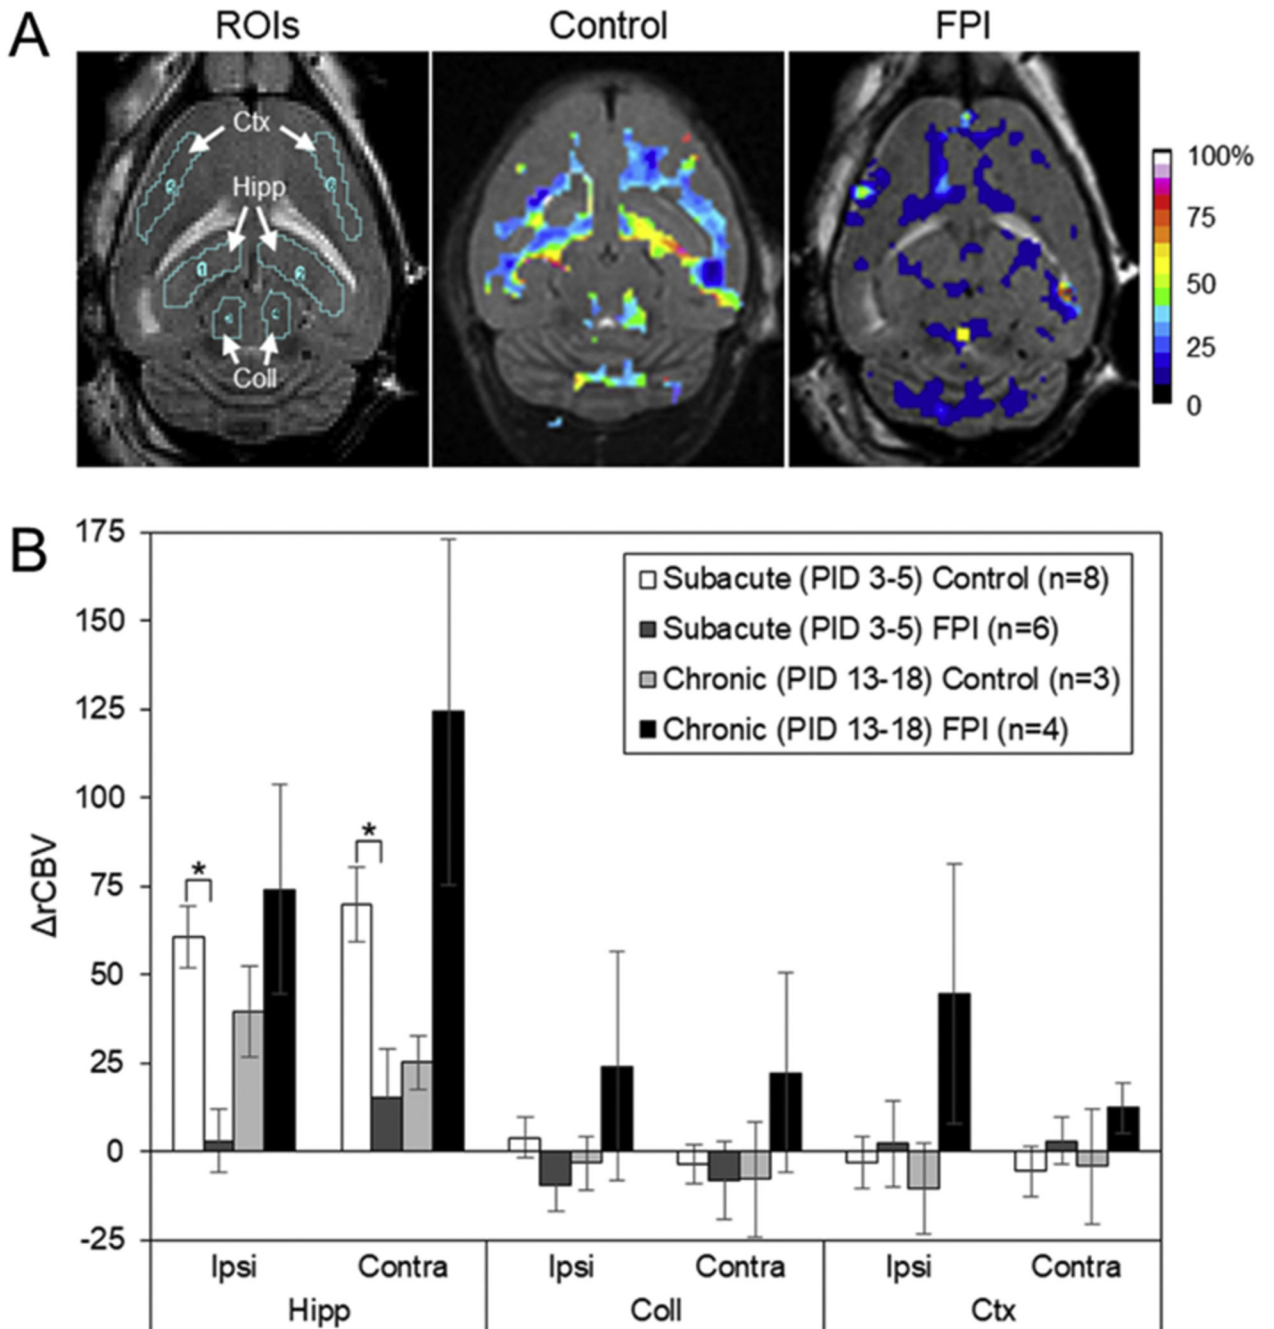 A
ROIs
Control
FPI
Ctx
Hipp
Coll
100%
75
50
25
0
B
175
150
125
100
75
50
25
0
-25
ΔrCBV
Subacute (PID 3-5) Control (n=8)
Subacute (PID 3-5) FPI (n=6)
Chronic (PID 13-18) Control (n=3)
Chronic (PID 13-18) FPI (n=4)
*
*
Ipsi
Contra
Ipsi
Contra
Ipsi
Contra
Hipp
Coll
Ctx